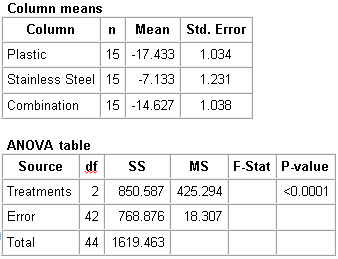 Column means
Column n Mean Std. Error
Plastic 15 -17.433 1.034
Stainless Steel 15 -7.133 1.231
Combination 15 -14.627 1.038
ANOVA table
Source df SS MS F-Stat P-value
Treatments 2 850.587 425.294 <0.0001
Error 42 768.876 18.307
Total 44 1619.463